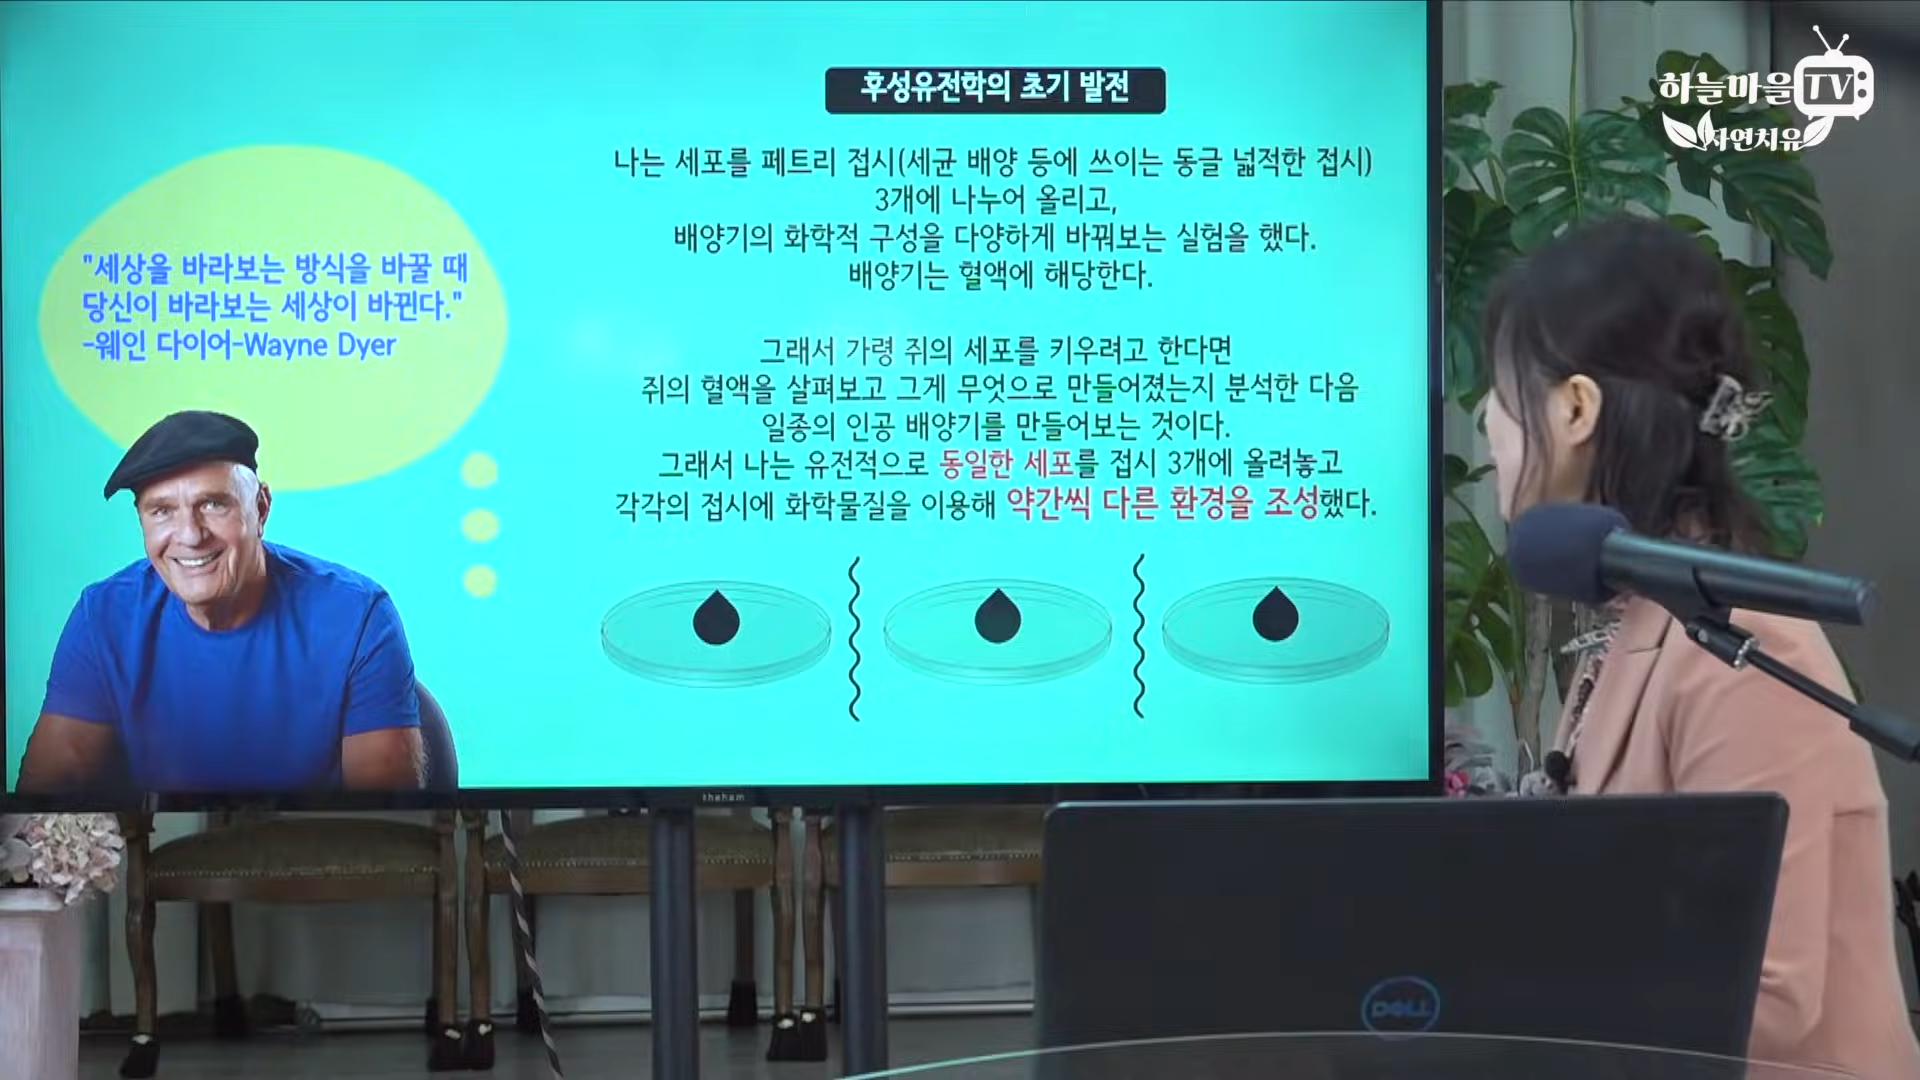 후성유전학의 초기 발전
나는 세포를 페트리 접시(세균 배양 등에 쓰이는 동글 넓적한 접시)
3개에 나누어 올리고,
배양기의 화학적 구성을 다양하게 바꿔보는 실험을 했다.
배양기는 혈액에 해당한다.
그래서 가령 쥐의 세포를 키우려고 한다면
쥐의 혈액을 살펴보고 그게 무엇으로 만들어졌는지 분석한 다음
일종의 인공 배양기를 만들어보는 것이다.
그래서 나는 유전적으로 동일한 세포를 접시 3개에 올려놓고
각각의 접시에 화학물질을 이용해 약간씩 다른 환경을 조성했다.
"세상을 바라보는 방식을 바꿀 때
당신이 바라보는 세상이 바뀐다."
-웨인 다이어-Wayne Dyer
하늘마을TV
자연치유
theham
DELL